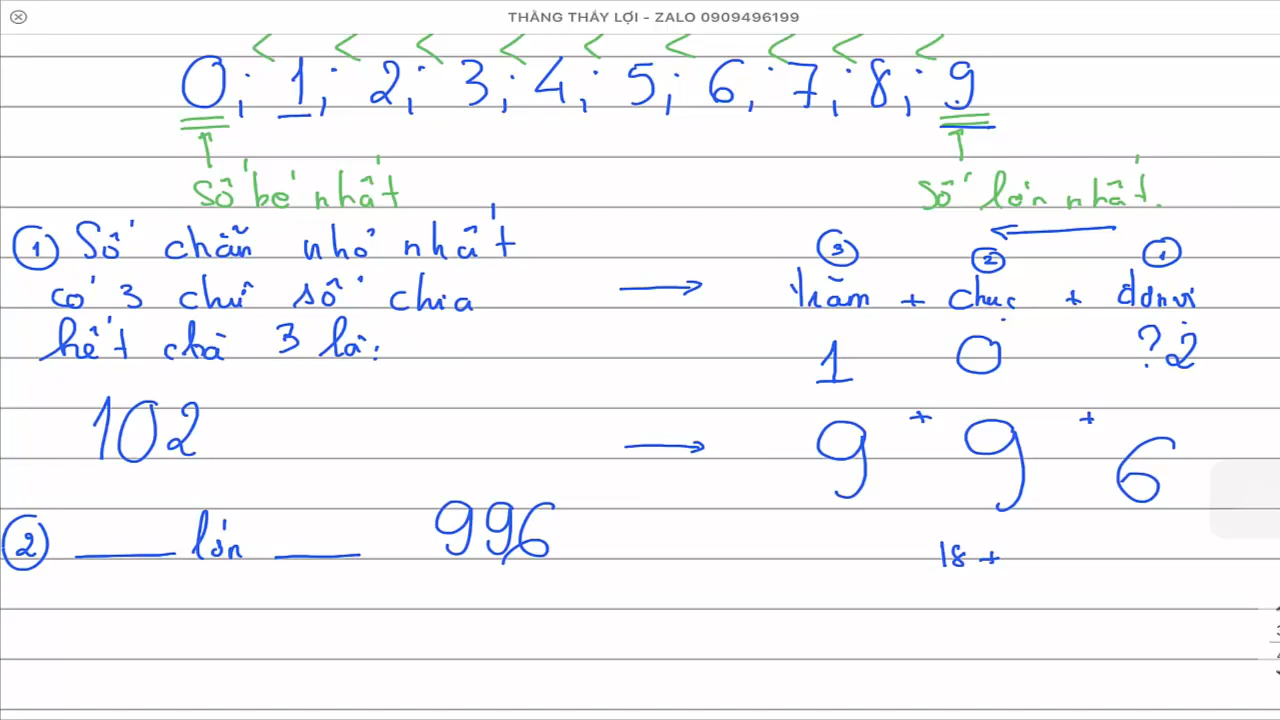 THẮNG THẦY LỢI - ZALO 0909496199
< < < < < < < < <
0; 1; 2; 3; 4; 5; 6; 7; 8; 9
số bé nhất số lớn nhất.
① Số chẵn nhỏ nhất ③ ② ①
có 3 chữ số chia → trăm + chục + đơn vị
hết cho 3 là: 1 0 ? 2
102 → 9 + 9 + 6
② ___ lớn ___ 996 18 +